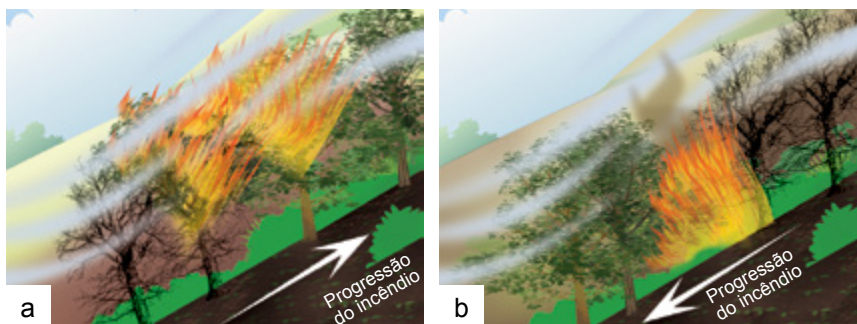 Progressão
do incêndio
a
Progressão
do incêndio
b